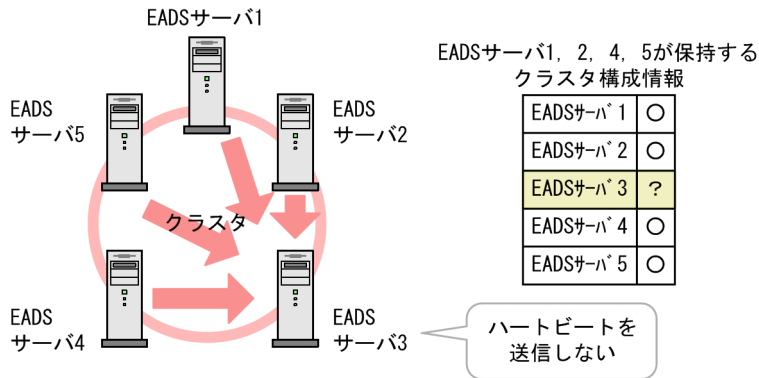 EADSサーバ1
EADS
サーバ5
EADS
サーバ2
クラスタ
EADS
サーバ4
EADS
サーバ3
ハートビートを
送信しない
EADSサーバ1, 2, 4, 5が保持する
クラスタ構成情報
EADSｻｰﾊﾞ1 ○
EADSｻｰﾊﾞ2 ○
EADSｻｰﾊﾞ3 ？
EADSｻｰﾊﾞ4 ○
EADSｻｰﾊﾞ5 ○